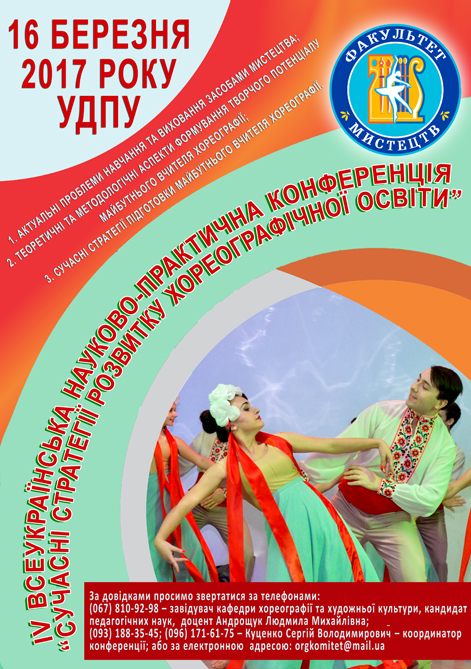 16 БЕРЕЗНЯ
2017 РОКУ
УДПУ
ФАКУЛЬТЕТ
МИСТЕЦТВ
1. АКТУАЛЬНІ ПРОБЛЕМИ НАВЧАННЯ ТА ВИХОВАННЯ ЗАСОБАМИ МИСТЕЦТВА;
2. ТЕОРЕТИЧНІ ТА МЕТОДОЛОГІЧНІ АСПЕКТИ ФОРМУВАННЯ ТВОРЧОГО ПОТЕНЦІАЛУ
МАЙБУТНЬОГО ВЧИТЕЛЯ ХОРЕОГРАФІЇ;
3. СУЧАСНІ СТРАТЕГІЇ ПІДГОТОВКИ МАЙБУТНЬОГО ВЧИТЕЛЯ ХОРЕОГРАФІЇ.
IV ВСЕУКРАЇНСЬКА НАУКОВО-ПРАКТИЧНА КОНФЕРЕНЦІЯ
“СУЧАСНІ СТРАТЕГІЇ РОЗВИТКУ ХОРЕОГРАФІЧНОЇ ОСВІТИ”
За довідками просимо звертатися за телефонами:
(067) 810-92-98 – завідувач кафедри хореографії та художньої культури, кандидат
педагогічних наук, доцент Андрощук Людмила Михайлівна;
(093) 188-35-45; (096) 171-61-75 – Куценко Сергій Володимирович – координатор
конференції; або за електронною адресою: orgkomitet@mail.ua